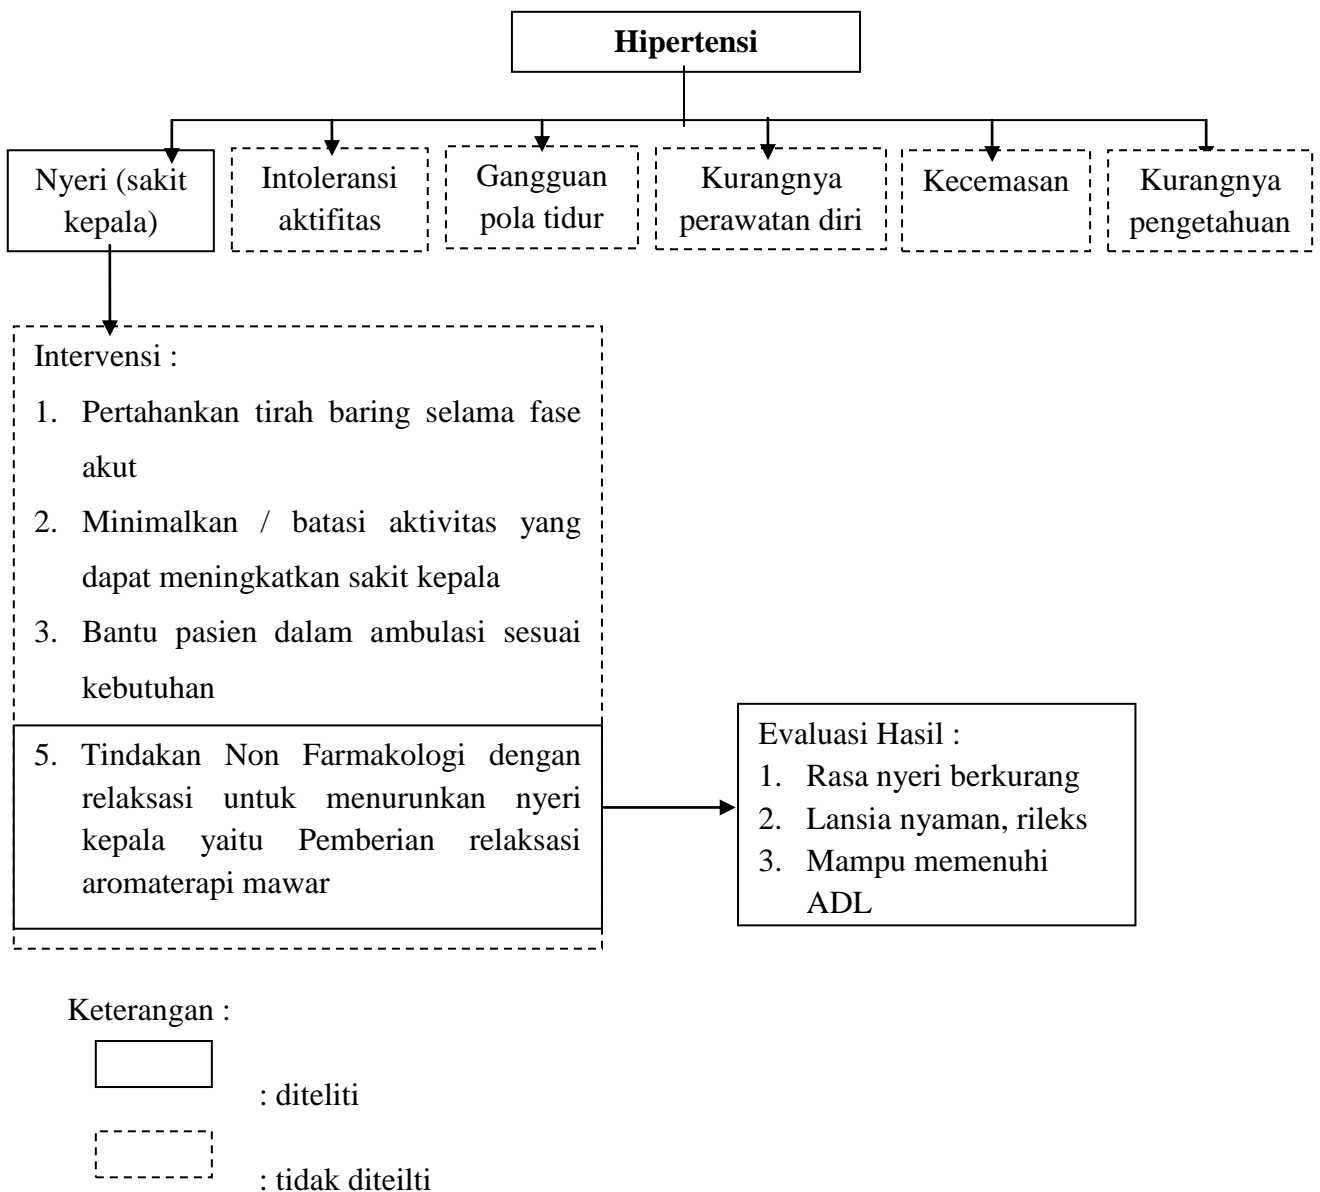 Hipertensi
Nyeri (sakit
kepala)
Intoleransi
aktifitas
Gangguan
pola tidur
Kurangnya
perawatan diri
Kecemasan
Kurangnya
pengetahuan
Intervensi :
1. Pertahankan tirah baring selama fase
akut
2. Minimalkan / batasi aktivitas yang
dapat meningkatkan sakit kepala
3. Bantu pasien dalam ambulasi sesuai
kebutuhan
5. Tindakan Non Farmakologi dengan
relaksasi untuk menurunkan nyeri
kepala yaitu Pemberian relaksasi
aromaterapi mawar
Evaluasi Hasil :
1. Rasa nyeri berkurang
2. Lansia nyaman, rileks
3. Mampu memenuhi
ADL
Keterangan :
: diteliti
: tidak diteilti